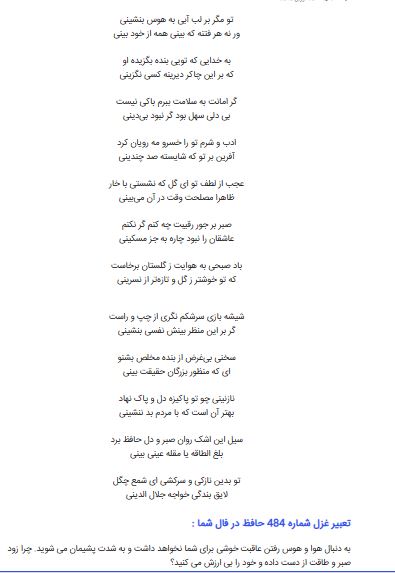 تو مگر بر لب آبی به هوس بنشینی
ور نه هر فتنه که بینی همه از خود بینی
به خدایی که تویی بنده بگزیده او
که بر این چاکر دیرینه کسی نگزینی
گر امانت به سلامت ببرم باکی نیست
بی دلی سهل بود گر نبود بی‌دینی
ادب و شرم تو را خسرو مه رویان کرد
آفرین بر تو که شایسته صد چندینی
عجب از لطف تو ای گل که نشستی با خار
ظاهرا مصلحت وقت در آن می‌بینی
صبر بر جور رقیبت چه کنم گر نکنم
عاشقان را نبود چاره به جز مسکینی
باد صبحی به هوایت ز گلستان برخاست
که تو خوشتر ز گل و تازه‌تر از نسرینی
شیشه بازی سرشکم نگری از چپ و راست
گر بر این منظر بینش نفسی بنشینی
سخنی بی‌غرض از بنده مخلص بشنو
ای که منظور بزرگان حقیقت بینی
نازنینی چو تو پاکیزه دل و پاک نهاد
بهتر آن است که با مردم بد ننشینی
سیل این اشک روان صبر و دل حافظ برد
بلغ الطاقه یا مقله عینی بینی
تو بدین نازکی و سرکشی ای شمع چگل
لایق بندگی خواجه جلال الدینی
تعبیر غزل شماره 484 حافظ در فال شما :
به دنبال هوا و هوس رفتن عاقبت خوشی برای شما نخواهد داشت و به شدت پشیمان می شوید. چرا زود
صبر و طاقت از دست داده و خود را بی ارزش می کنید؟